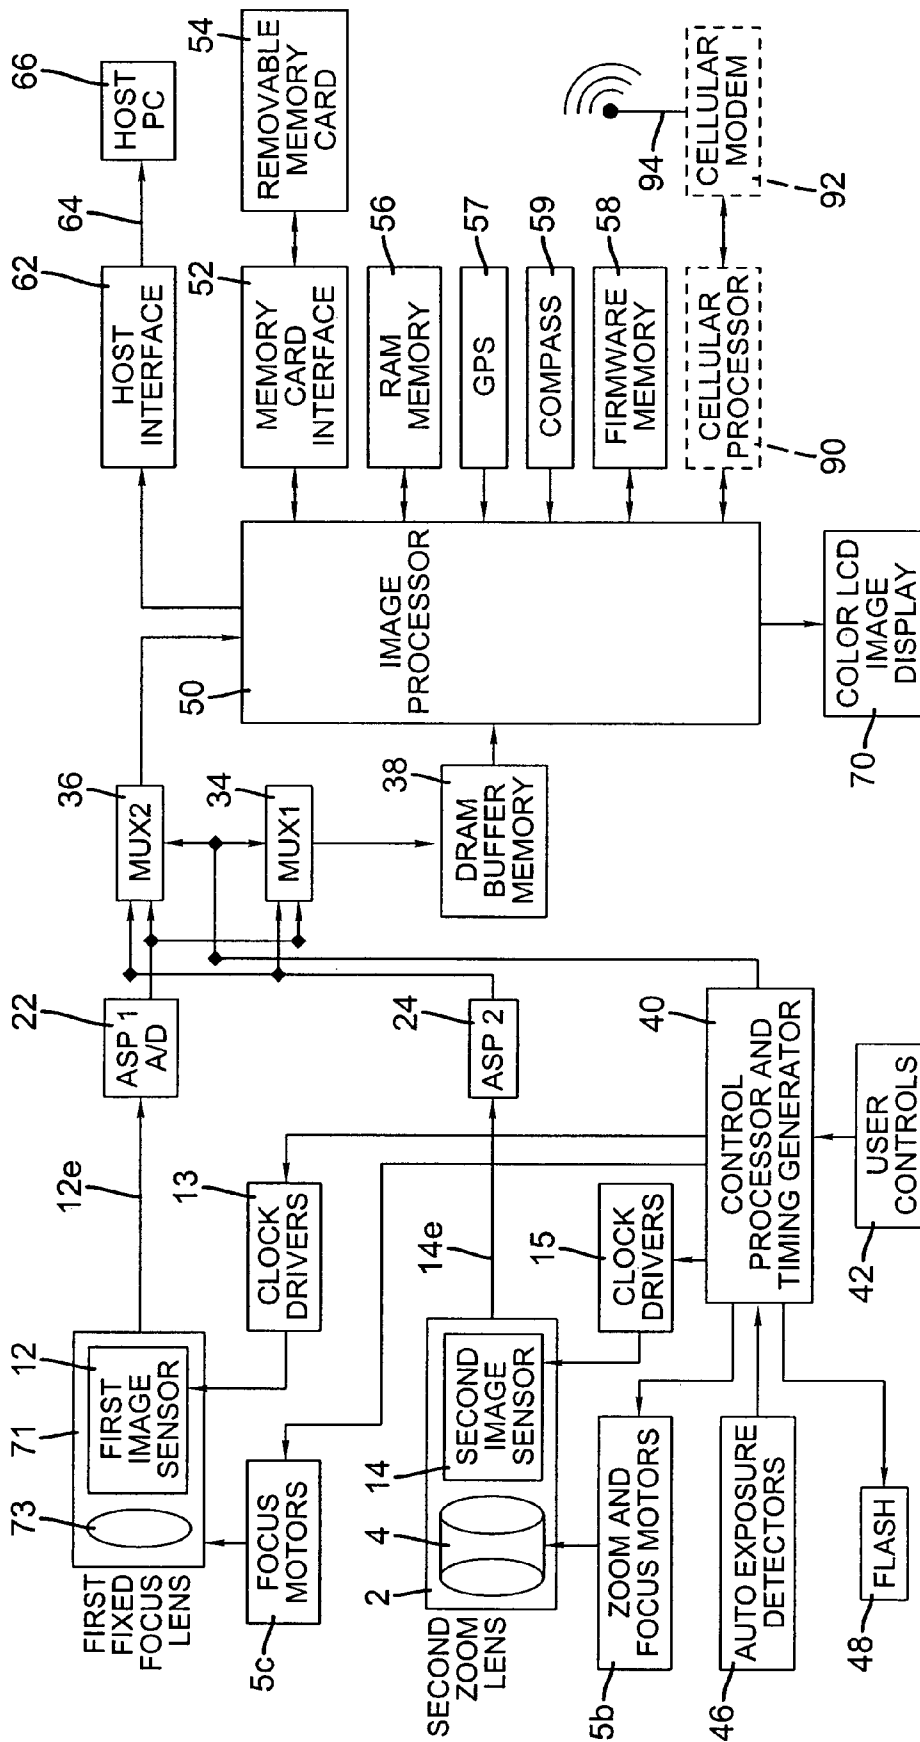 FIRST
FIXED
FOCUS
LENS
73
71
12
FIRST
IMAGE
SENSOR
12e
22
ASP 1
A/D
36
MUX2
34
MUX1
62
HOST
INTERFACE
64
66
HOST
PC
5c
FOCUS
MOTORS
13
CLOCK
DRIVERS
SECOND
ZOOM
LENS
2
4
14
SECOND
IMAGE
SENSOR
14e
24
ASP 2
38
DRAM
BUFFER
MEMORY
50
IMAGE
PROCESSOR
52
MEMORY
CARD
INTERFACE
54
REMOVABLE
MEMORY
CARD
RAM
MEMORY
56
GPS
57
COMPASS
59
FIRMWARE
MEMORY
58
CELLULAR
PROCESSOR
90
94
CELLULAR
MODEM
92
5b
ZOOM AND
FOCUS MOTORS
15
CLOCK
DRIVERS
40
CONTROL
PROCESSOR AND
TIMING GENERATOR
46
AUTO EXPOSURE
DETECTORS
48
FLASH
42
USER
CONTROLS
70
COLOR LCD
IMAGE
DISPLAY